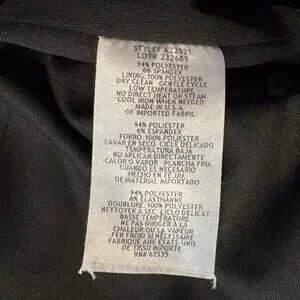 STYLE# A22921
LOT# 232685
94% POLYESTER
6% SPANDEX
LINING: 100% POLYESTER
DRY CLEAN GENTLE CYCLE
LOW TEMPERATURE
NO DIRECT HEAT OR STEAM
COOL IRON WHEN NEEDED
MADE IN U.S.A.
OF IMPORTED FABRIC
94% POLYESTER
6% ESPANDEX
FORRO: 100% POLYESTER
LAVAR EN SECO: CICLE DELICADO
TEMPERATURA BAJA
NO APLICAR DIRECTAMENTE
CALOR O VAPOR PLANCHA FRIA
CUANDO ES NECESARIO
HECHO EN EE.UU.
DE MATERIAL IMPORTADO
94% POLYESTER
6% ELASTHANNE
DOUBLURE: 100% POLYESTER
NETTOYER A SEC: CICLO DELICAT
BASSE TEMPERATURE
NE PAS DIRIGER A LA
CHALEUR OU LA VAPEUR
FER FROID SI NECESSAIRE
FABRIQUE AUX ETATS-UNIS
DE TISSU IMPORTE
RN# 67335